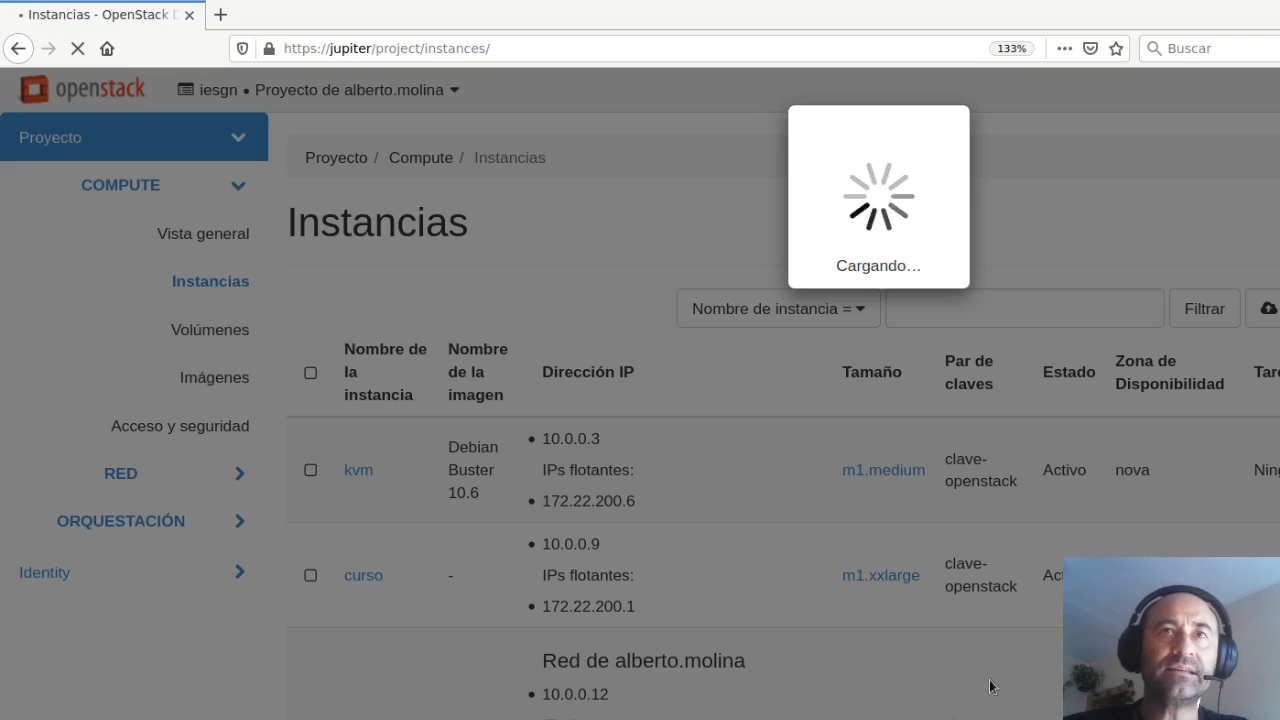 Instancias - OpenStack D
https://jupiter/project/instances/
133%
Buscar
openstack
iesgn • Proyecto de alberto.molina
Proyecto
COMPUTE
Vista general
Instancias
Volúmenes
Imágenes
Acceso y seguridad
RED
ORQUESTACIÓN
Identity
Proyecto / Compute / Instancias
Instancias
Cargando…
Nombre de instancia =
Filtrar
Nombre de la instancia
Nombre de la imagen
Dirección IP
Tamaño
Par de claves
Estado
Zona de Disponibilidad
Tar
kvm
Debian
Buster
10.6
• 10.0.0.3
IPs flotantes:
• 172.22.200.6
m1.medium
clave-
openstack
Activo
nova
Nin
curso
-
• 10.0.0.9
IPs flotantes:
• 172.22.200.1
m1.xxlarge
clave-
openstack
Act
Red de alberto.molina
• 10.0.0.12